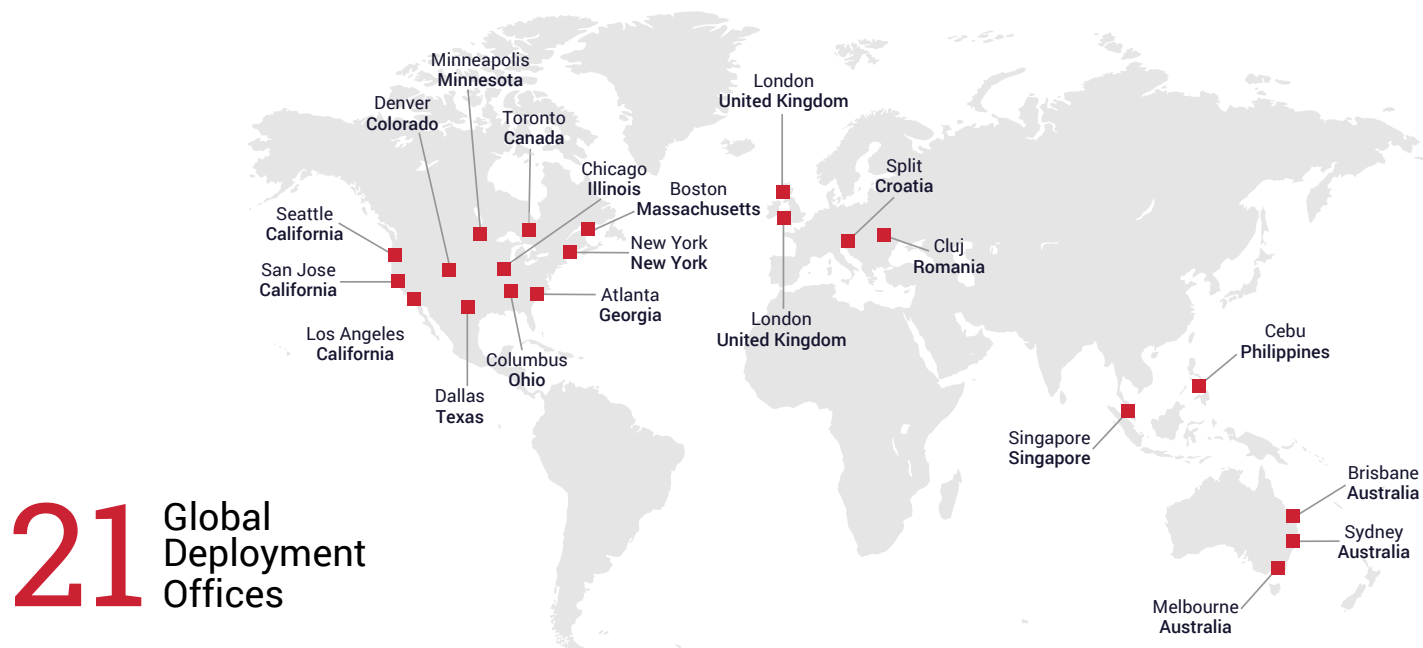 Minneapolis
Minnesota
Denver
Colorado
Toronto
Canada
Chicago
Illinois
Boston
Massachusetts
Seattle
California
New York
New York
San Jose
California
Atlanta
Georgia
Los Angeles
California
Columbus
Ohio
Dallas
Texas
London
United Kingdom
Split
Croatia
Cluj
Romania
London
United Kingdom
Cebu
Philippines
Singapore
Singapore
Brisbane
Australia
Sydney
Australia
Melbourne
Australia
21
Global
Deployment
Offices